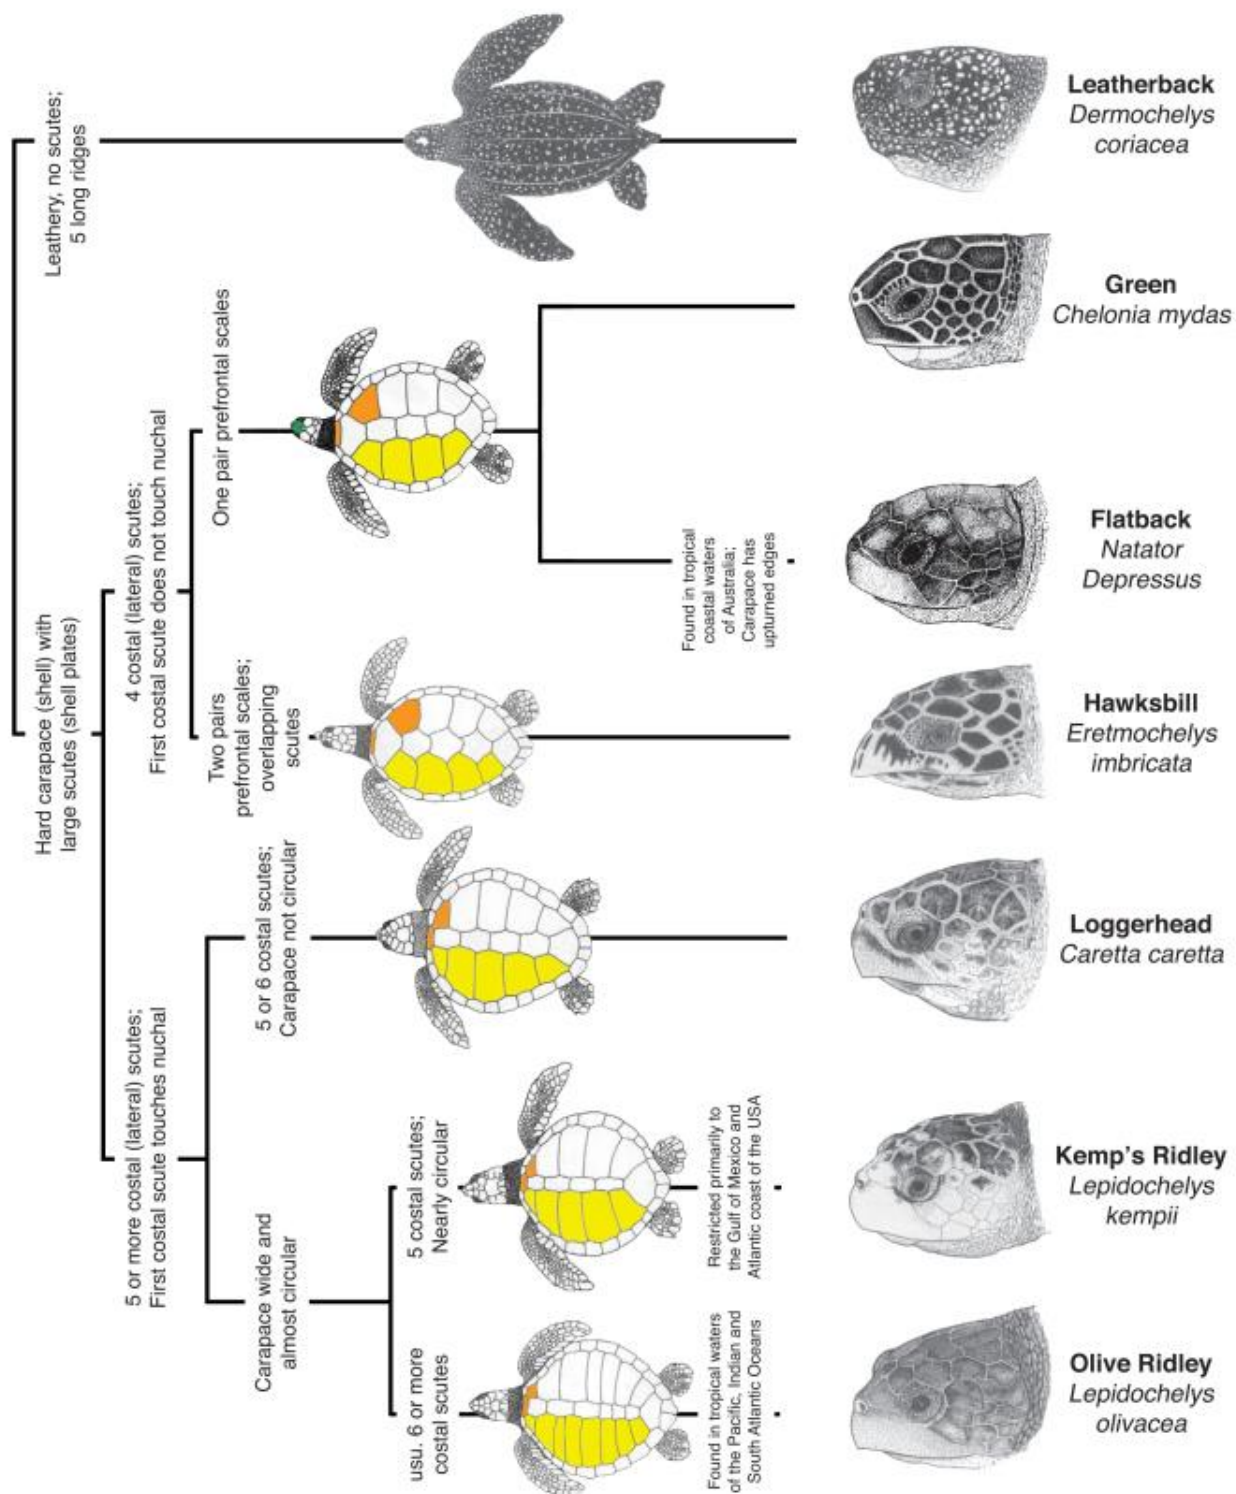 Leathery, no scutes;
5 long ridges
Leatherback
Dermochelys
coriacea
Hard carapace (shell) with
large scutes (shell plates)
4 costal (lateral) scutes;
First costal scute does not touch nuchal
One pair prefrontal scales
Green
Chelonia mydas
Found in tropical
coastal waters
of Australia;
Carapace has
upturned edges
Flatback
Natator
Depressus
Two pairs
prefrontal scales;
overlapping
scutes
Hawksbill
Eretmochelys
imbricata
5 or more costal (lateral) scutes;
First costal scute touches nuchal
5 or 6 costal scutes;
Carapace not circular
Loggerhead
Caretta caretta
Carapace wide and
almost circular
5 costal scutes;
Nearly circular
Restricted primarily to
the Gulf of Mexico and
Atlantic coast of the USA
Kemp's Ridley
Lepidochelys
kempii
usu. 6 or more
costal scutes
Found in tropical waters
of the Pacific, Indian and
South Atlantic Oceans
Olive Ridley
Lepidochelys
olivacea